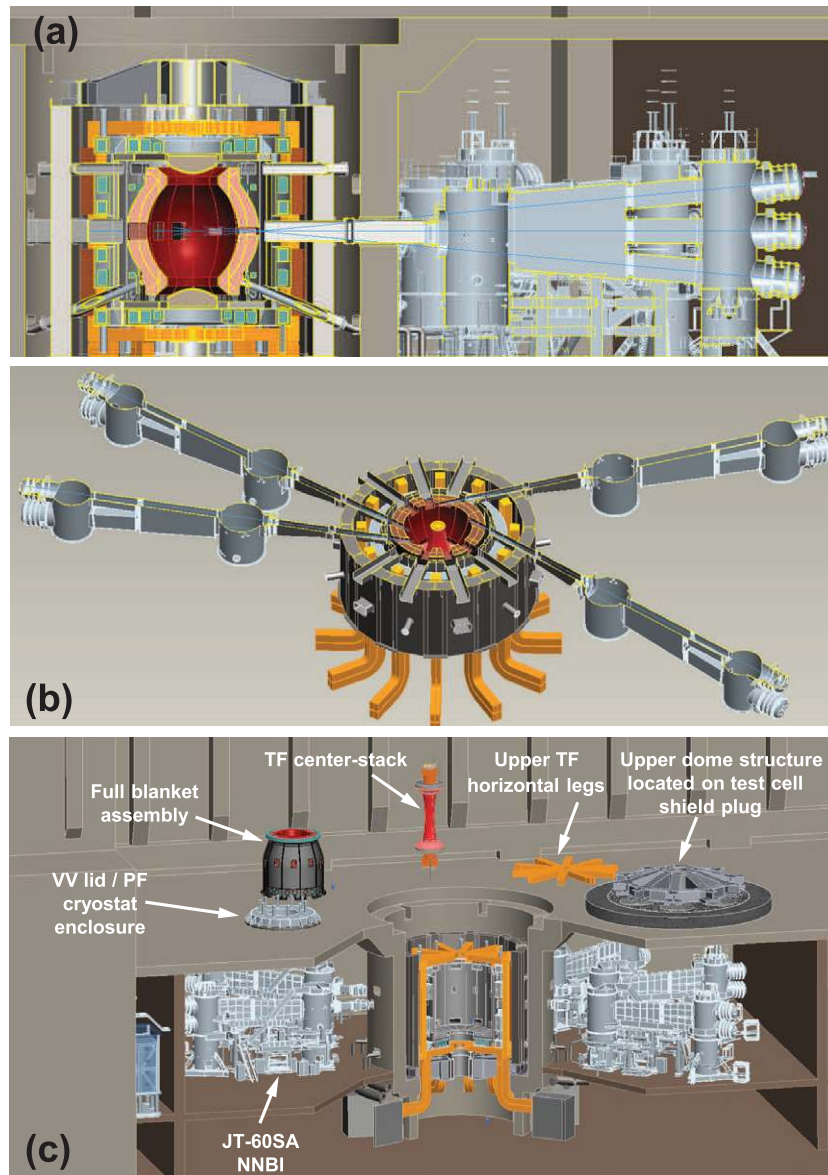 (a)
(b)
TF center-stack
Upper TF
horizontal legs
Upper dome structure
located on test cell
shield plug
Full blanket
assembly
VV lid / PF
cryostat
enclosure
JT-60SA
NNBI
(c)